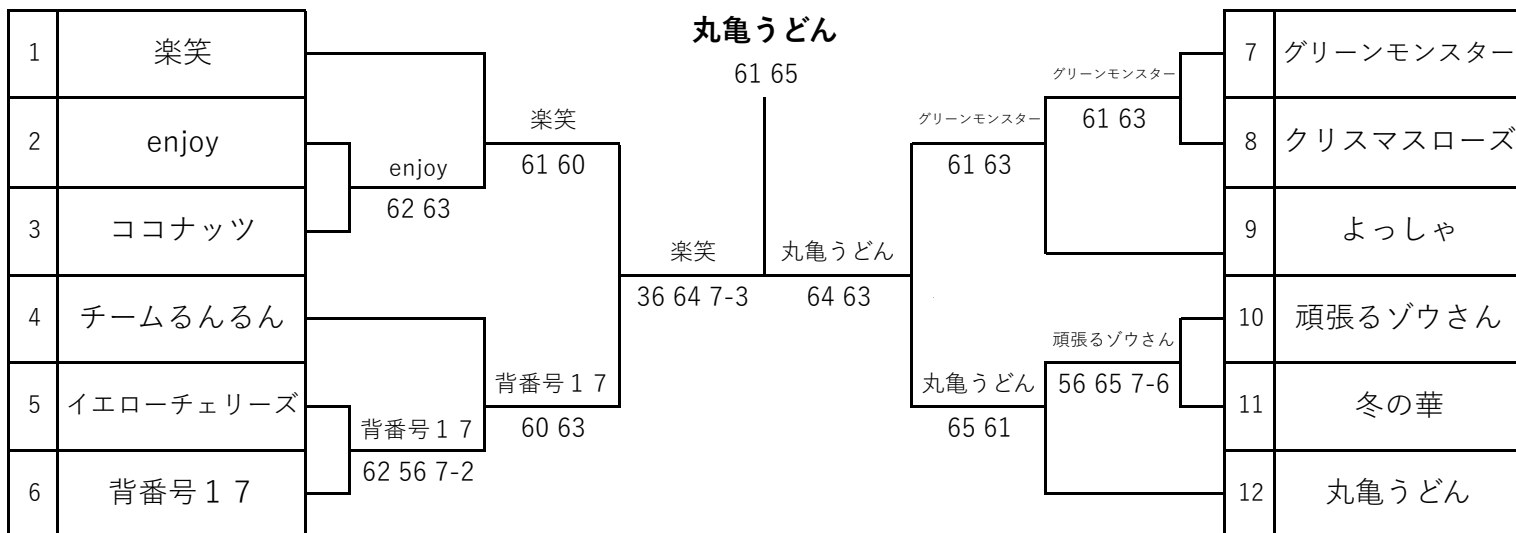 丸亀うどん
61 65
1 楽笑
2 enjoy
3 ココナッツ
4 チームるんるん
5 イエローチェリーズ
6 背番号１７
enjoy
62 63
背番号１７
62 56 7-2
楽笑
61 60
背番号１７
60 63
楽笑
36 64 7-3
丸亀うどん
64 63
グリーンモンスター
61 63
丸亀うどん
65 61
グリーンモンスター
61 63
頑張るゾウさん
56 65 7-6
7 グリーンモンスター
8 クリスマスローズ
9 よっしゃ
10 頑張るゾウさん
11 冬の華
12 丸亀うどん